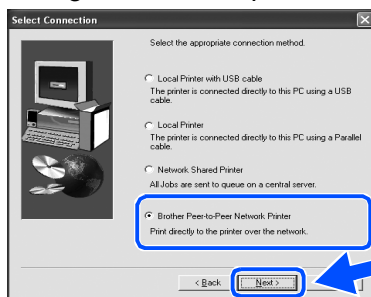 Select Connection
Select the appropriate connection method.
Local Printer with USB cable
The printer is connected directly to this PC using a USB
cable.
Local Printer
The printer is connected directly to this PC using a Parallel
cable.
Network Shared Printer
All Jobs are sent to queue on a central server.
Brother Peer-to-Peer Network Printer
Print directly to the printer over the network.
< Back
Next >